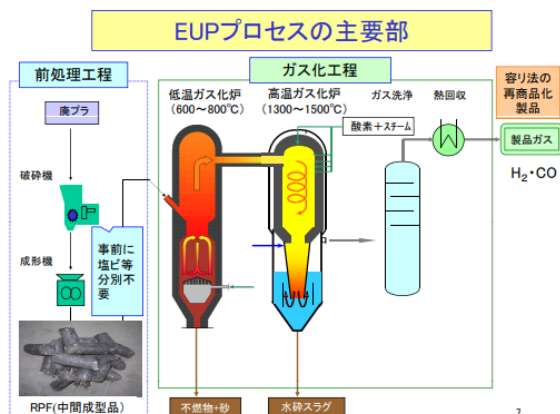 EUPプロセスの主要部
前処理工程
廃プラ
破砕機
成形機
事前に
塩ビ等
分別不
要
RPF(中間成型品)
ガス化工程
低温ガス化炉
(600～800℃)
高温ガス化炉
(1300～1500℃)
酸素＋スチーム
ガス洗浄
熱回収
容リ法の
再商品化
製品
製品ガス
H₂・CO
不燃物+砂
水砕スラグ
7